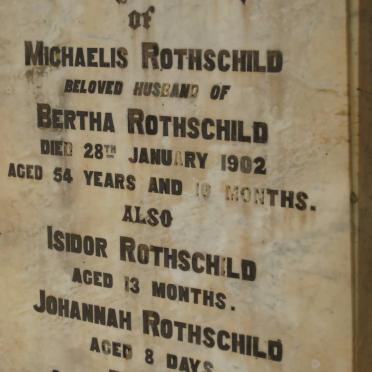 of
Michaelis Rothschild
beloved husband of
Bertha Rothschild
died 28th January 1902
aged 54 years and 10 months.
also
Isidor Rothschild
aged 13 months.
Johannah Rothschild
aged 8 days